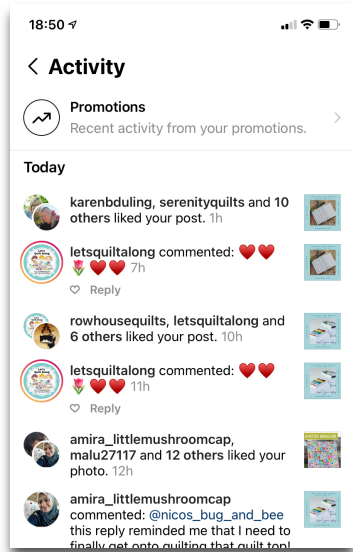 18:50
Activity
Promotions
Recent activity from your promotions.
Today
karenbduling, serenityquilts and 10
others liked your post. 1h
letsquiltalong commented: ♥️♥️
🌷♥️♥️ 7h
Reply
rowhousequilts, letsquiltalong and
6 others liked your post. 10h
letsquiltalong commented: ♥️♥️
🌷♥️♥️ 11h
Reply
amira_littlemushroomcap,
malu27117 and 12 others liked your
photo. 12h
amira_littlemushroomcap
commented: @nicos_bug_and_bee
this reply reminded me that I need to
finally get onto quilting that quilt top!